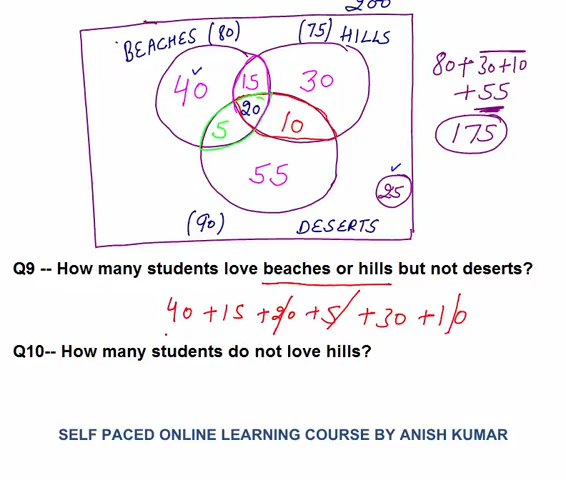 200
BEACHES (80)
(75) HILLS
40
15
30
20
5
10
55
25
(90)
DESERTS
80 + 30 + 10
+ 55
175
Q9 -- How many students love beaches or hills but not deserts?
40 + 15 + 20 + 5 + 30 + 10
Q10-- How many students do not love hills?
SELF PACED ONLINE LEARNING COURSE BY ANISH KUMAR